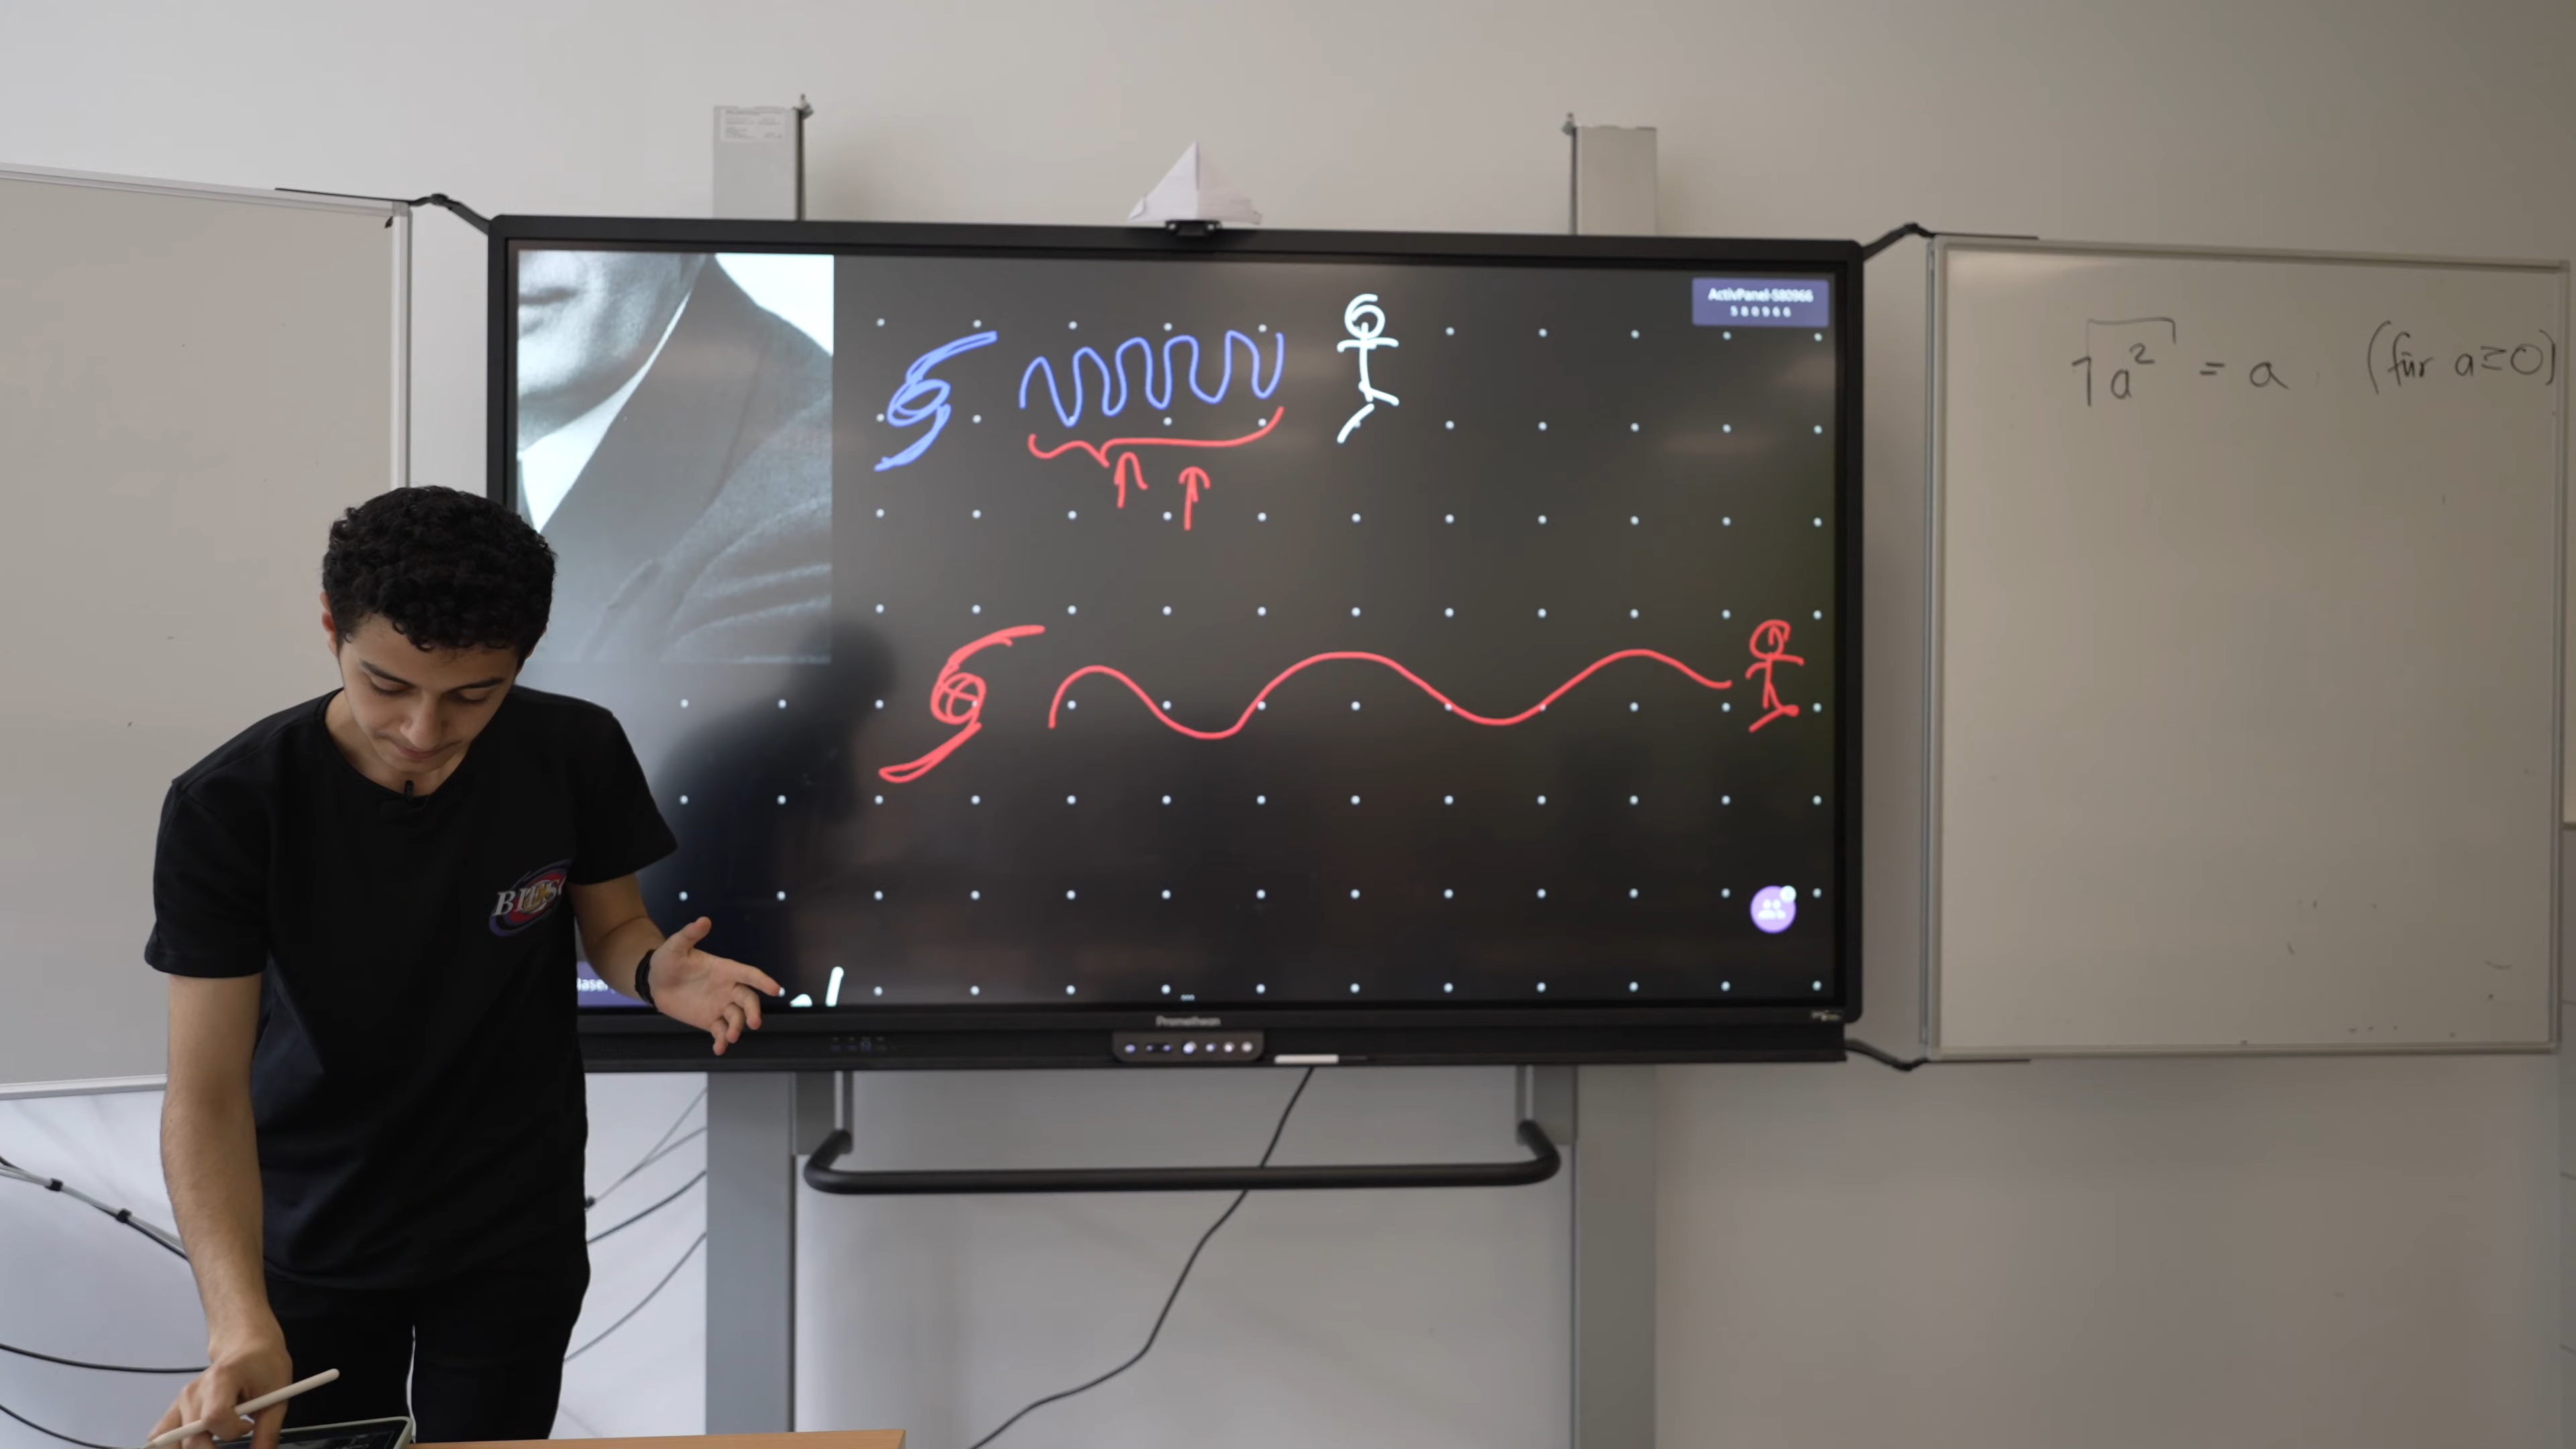 ActivPanel-580966
580966
√a² = a (für a≥0)
Promethean